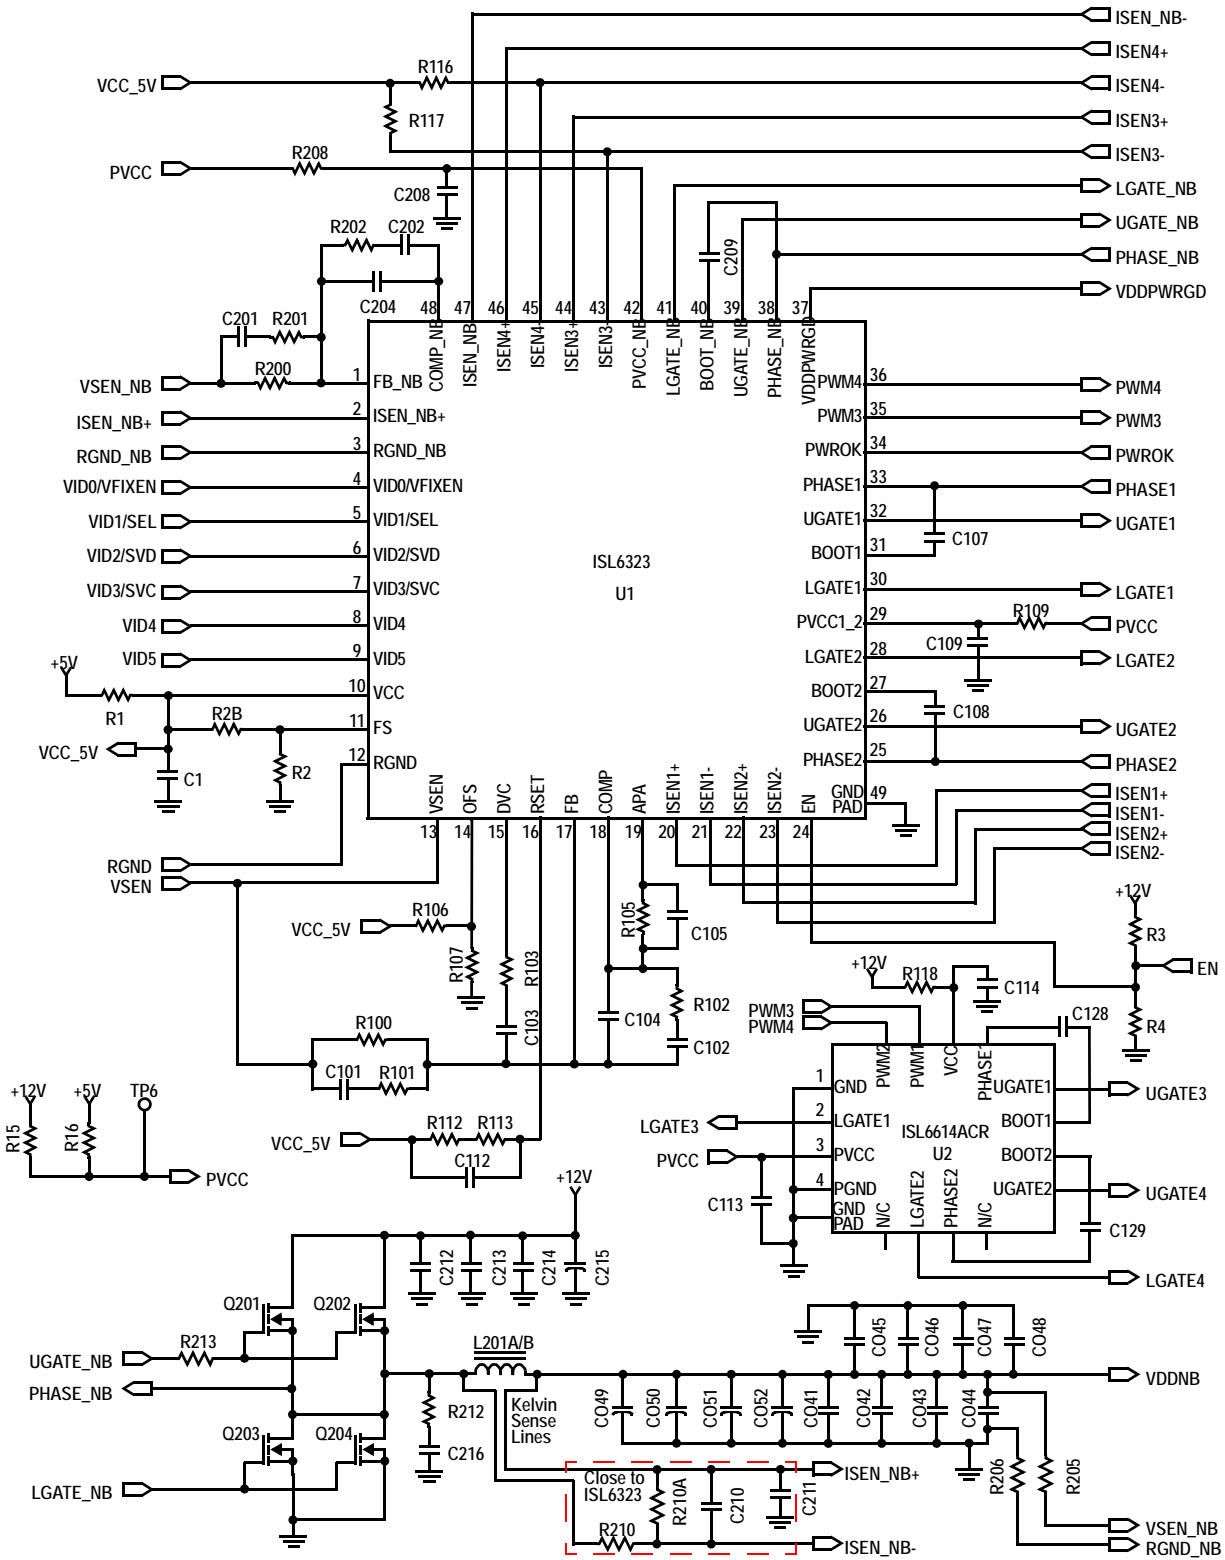 ISEN_NB-
ISEN4+
R116
VCC_5V
ISEN4-
R117
ISEN3+
R208
ISEN3-
PVCC
C208
LGATE_NB
R202
C202
UGATE_NB
C209
PHASE_NB
C204
48 47 46 45 44 43 42 41 40 39 38 37
VDDPWRGD
C201
R201
COMP_NB
ISEN_NB
ISEN4+
ISEN4-
ISEN3+
ISEN3-
PVCC_NB
LGATE_NB
BOOT_NB
UGATE_NB
PHASE_NB
VDDPWRGD
R200
VSEN_NB
1
FB_NB
PWM4
36
PWM4
ISEN_NB+
2
ISEN_NB+
PWM3
35
PWM3
RGND_NB
3
RGND_NB
PWROK
34
PWROK
VID0/VFIXEN
4
VID0/VFIXEN
PHASE1
33
PHASE1
VID1/SEL
5
VID1/SEL
UGATE1
32
UGATE1
C107
VID2/SVD
6
VID2/SVD
ISL6323
U1
BOOT1
31
VID3/SVC
7
VID3/SVC
LGATE1
30
LGATE1
R109
VID4
8
VID4
PVCC1_2
29
PVCC
C109
VID5
9
VID5
LGATE2
28
LGATE2
+5V
R1
10
VCC
BOOT2
27
C108
R2B
11
FS
UGATE2
26
UGATE2
VCC_5V
C1
R2
12
RGND
PHASE2
25
PHASE2
VSEN
OFS
DVC
RSET
FB
COMP
APA
ISEN1+
ISEN1-
ISEN2+
ISEN2-
EN
GND
PAD
49
13 14 15 16 17 18 19 20 21 22 23 24
ISEN1+
ISEN1-
ISEN2+
ISEN2-
RGND
VSEN
+12V
R3
EN
R4
VCC_5V
R106
R107
R103
C103
R105
C105
C104
R102
C102
+12V
R118
C114
PWM3
PWM4
C128
R100
C101
R101
PWM2
PWM1
VCC
PHASE1
1
GND
UGATE1
UGATE3
LGATE3
2
LGATE1
ISL6614ACR
U2
BOOT1
PVCC
3
PVCC
BOOT2
C113
4
PGND
UGATE2
UGATE4
GND
PAD
N/C
LGATE2
PHASE2
N/C
C129
LGATE4
+12V
+5V
TP6
R15
R16
PVCC
VCC_5V
R112
R113
C112
+12V
C212
C213
C214
C215
Q201
Q202
R213
UGATE_NB
PHASE_NB
L201A/B
Kelvin
Sense
Lines
R212
C216
Q203
Q204
LGATE_NB
CO45
CO46
CO47
CO48
VDDNB
CO49
CO50
CO51
CO52
CO41
CO42
CO43
CO44
R206
R205
Close to
ISL6323
ISEN_NB+
R210A
C210
C211
R210
ISEN_NB-
VSEN_NB
RGND_NB